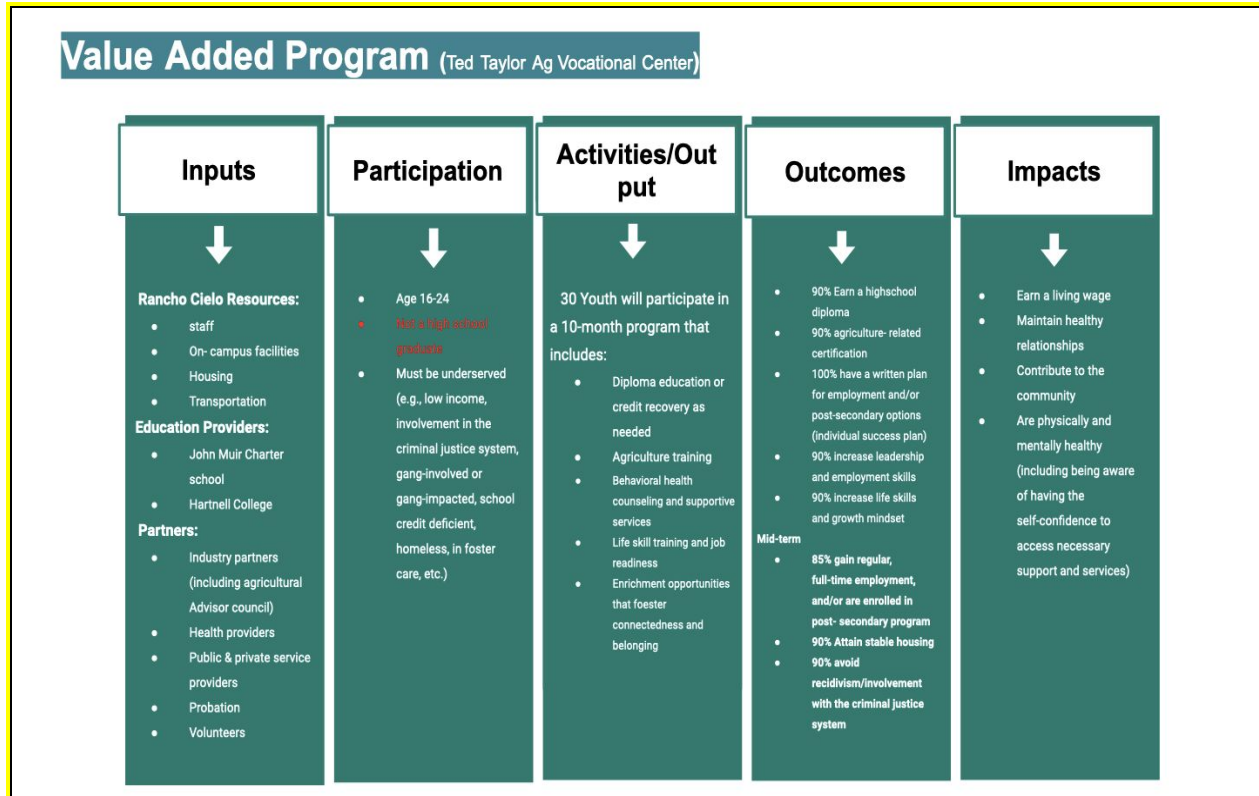 Value Added Program (Ted Taylor Ag Vocational Center)
Inputs
Rancho Cielo Resources:
● staff
● On- campus facilities
● Housing
● Transportation
Education Providers:
● John Muir Charter
school
● Hartnell College
Partners:
● Industry partners
(including agricultural
Advisor council)
● Health providers
● Public & private service
providers
● Probation
● Volunteers
Participation
● Age 16-24
● Not a high school
graduate
● Must be underserved
(e.g., low income,
involvement in the
criminal justice system,
gang-involved or
gang-impacted, school
credit deficient,
homeless, in foster
care, etc.)
Activities/Out
put
30 Youth will participate in
a 10-month program that
includes:
● Diploma education or
credit recovery as
needed
● Agriculture training
● Behavioral health
counseling and supportive
services
● Life skill training and job
readiness
● Enrichment opportunities
that foester
connectedness and
belonging
Outcomes
● 90% Earn a highschool
diploma
● 90% agriculture- related
certification
● 100% have a written plan
for employment and/or
post-secondary options
(individual success plan)
● 90% increase leadership
and employment skills
● 90% increase life skills
and growth mindset
Mid-term
● 85% gain regular,
full-time employment,
and/or are enrolled in
post- secondary program
● 90% Attain stable housing
● 90% avoid
recidivism/involvement
with the criminal justice
system
Impacts
● Earn a living wage
● Maintain healthy
relationships
● Contribute to the
community
● Are physically and
mentally healthy
(including being aware
of having the
self-confidence to
access necessary
support and services)